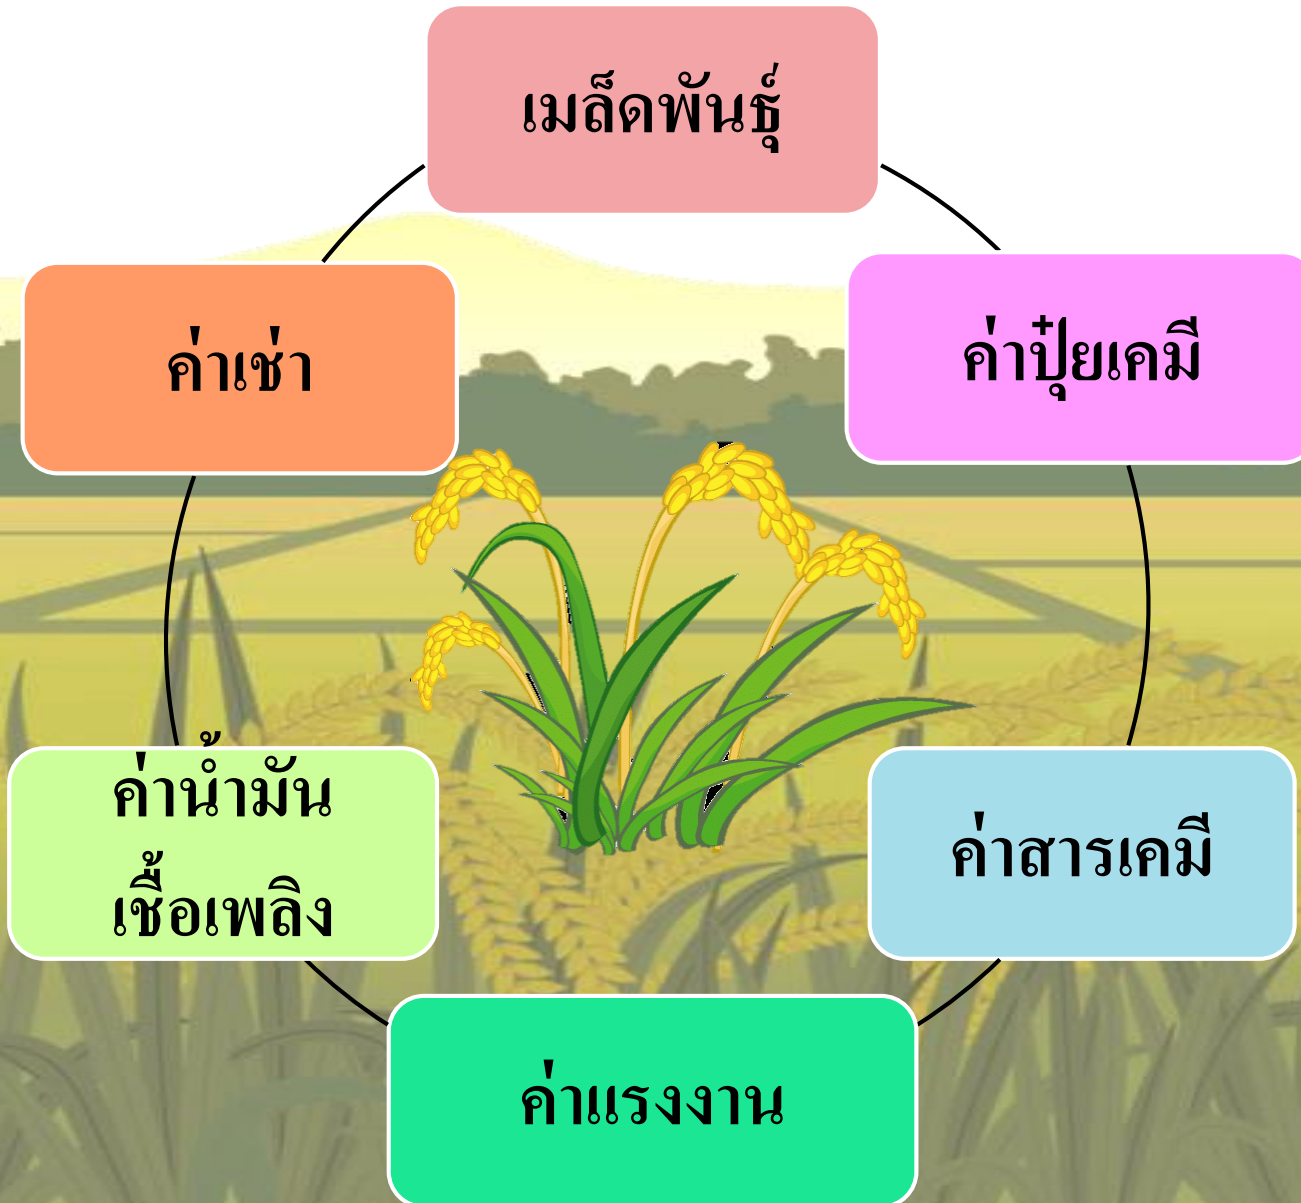 เมล็ดพันธุ์
ค่าปุ๋ยเคมี
ค่าสารเคมี
ค่าแรงงาน
ค่าน้ำมัน
เชื้อเพลิง
ค่าเช่า